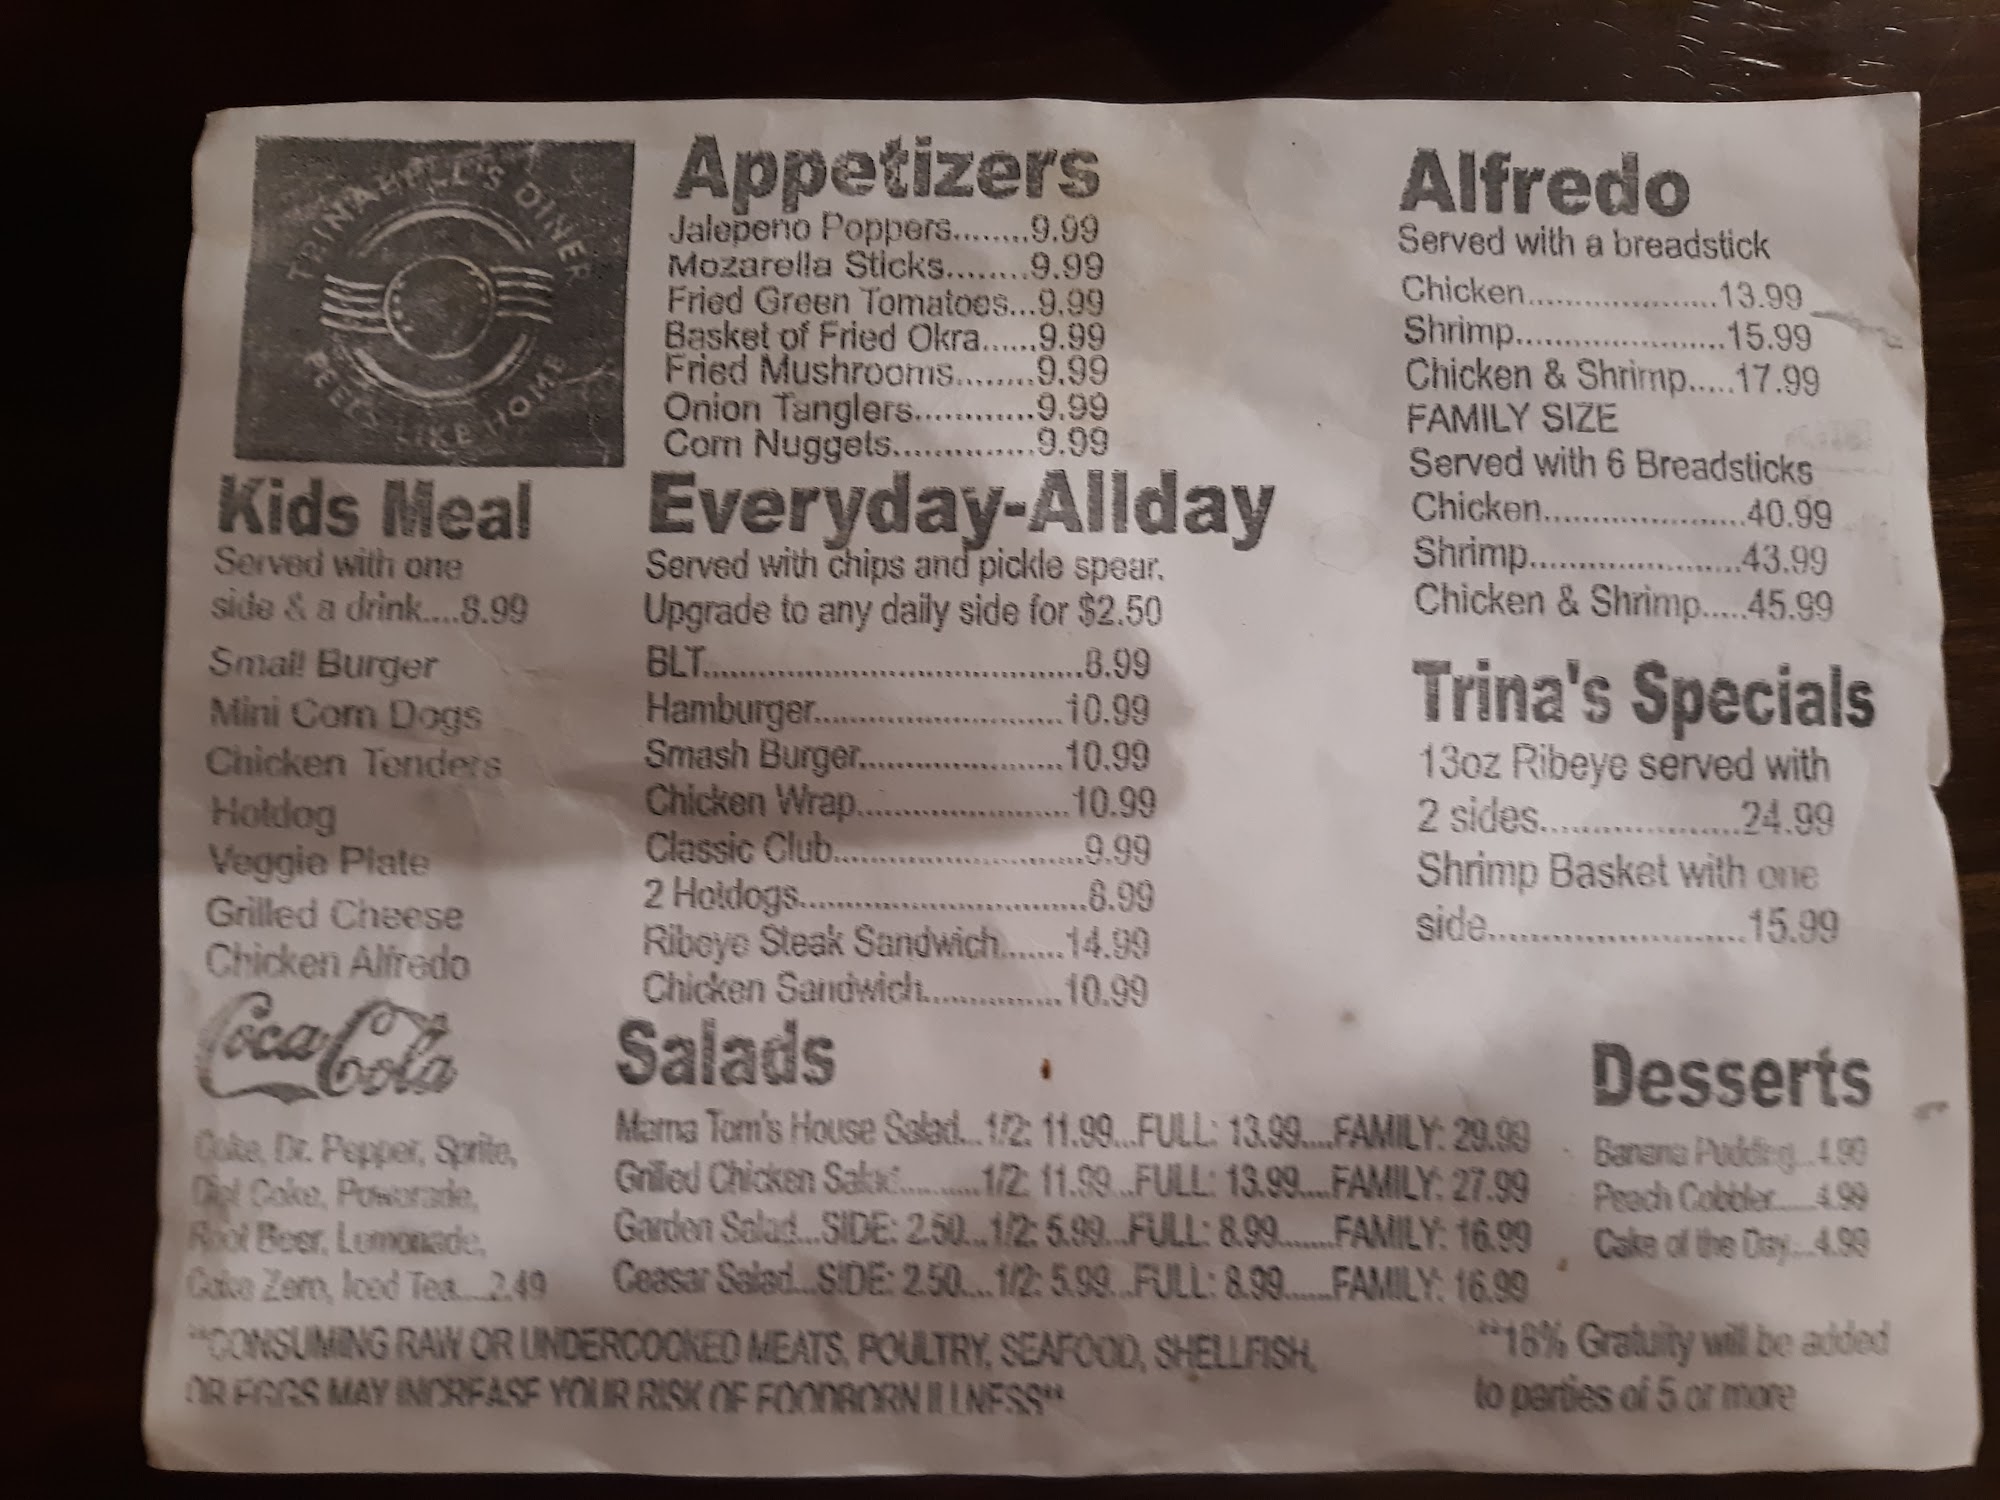 TRINABELLE'S DINER
FEELS LIKE HOME
Kids Meal
Served with one
side & a drink....8.99
Small Burger
Mini Corn Dogs
Chicken Tenders
Hotdog
Veggie Plate
Grilled Cheese
Chicken Alfredo
Coca Cola
Coke, Dr. Pepper, Sprite,
Diet Coke, Powerade,
Root Beer, Lemonade,
Coke Zero, Iced Tea.....2.49
Appetizers
Jalepeno Poppers........9.99
Mozarella Sticks........9.99
Fried Green Tomatoes...9.99
Basket of Fried Okra......9.99
Fried Mushrooms.........9.99
Onion Tanglers.............9.99
Corn Nuggets...............9.99
Everyday-Allday
Served with chips and pickle spear.
Upgrade to any daily side for $2.50
BLT.........................................8.99
Hamburger...........................10.99
Smash Burger......................10.99
Chicken Wrap.......................10.99
Classic Club...........................9.99
2 Hotdogs...............................8.99
Ribeye Steak Sandwich.......14.99
Chicken Sandwich...............10.99
Salads
Mama Tom's House Salad...1/2: 11.99...FULL: 13.99....FAMILY: 29.99
Grilled Chicken Salad..........1/2: 11.99...FULL: 13.99....FAMILY: 27.99
Garden Salad...SIDE: 2.50...1/2: 5.99...FULL: 8.99.......FAMILY: 16.99
Ceasar Salad...SIDE: 2.50....1/2: 5.99...FULL: 8.99......FAMILY: 16.99
Alfredo
Served with a breadstick
Chicken.....................13.99
Shrimp.......................15.99
Chicken & Shrimp.....17.99
FAMILY SIZE
Served with 6 Breadsticks
Chicken......................40.99
Shrimp.......................43.99
Chicken & Shrimp.....45.99
Trina's Specials
13oz Ribeye served with
2 sides......................24.99
Shrimp Basket with one
side............................15.99
Desserts
Banana Pudding...4.99
Peach Cobbler......4.99
Cake of the Day....4.99
**CONSUMING RAW OR UNDERCOOKED MEATS, POULTRY, SEAFOOD, SHELLFISH,
OR EGGS MAY INCREASE YOUR RISK OF FOODBORN ILLNESS**
**18% Gratuity will be added
to parties of 5 or more